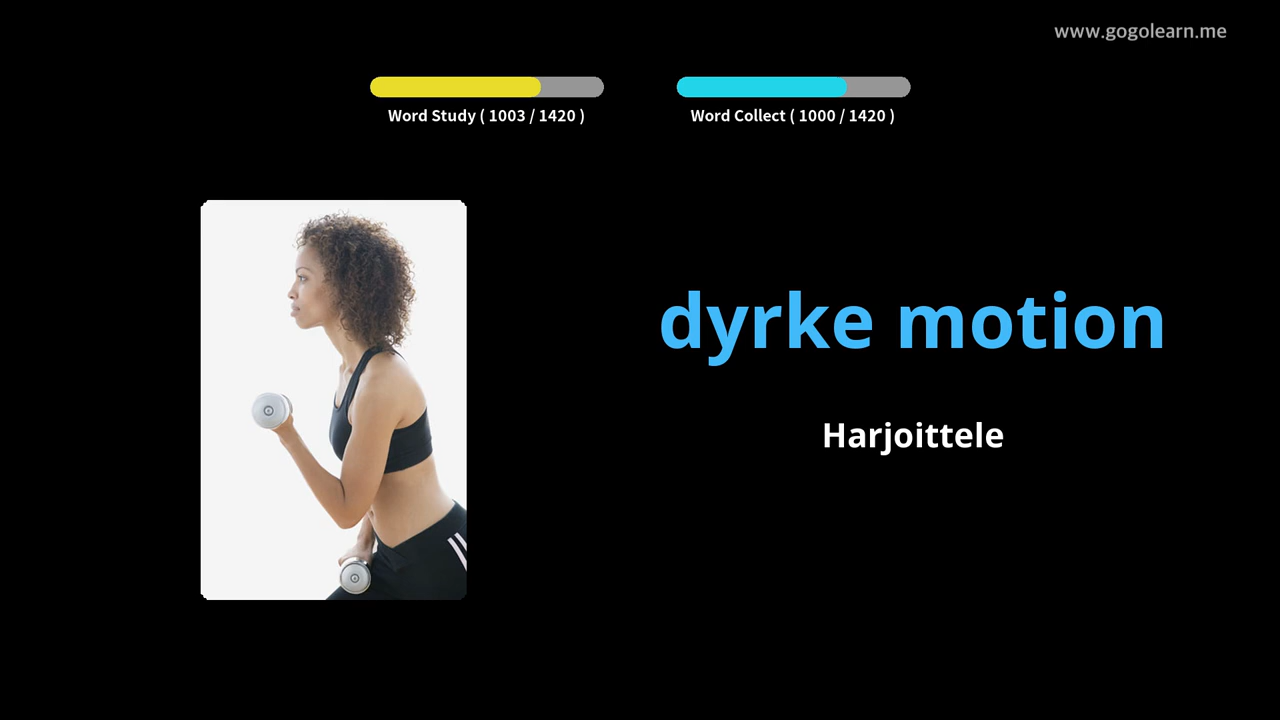 www.gogolearn.me
Word Study ( 1003 / 1420 )
Word Collect ( 1000 / 1420 )
dyrke motion
Harjoittele